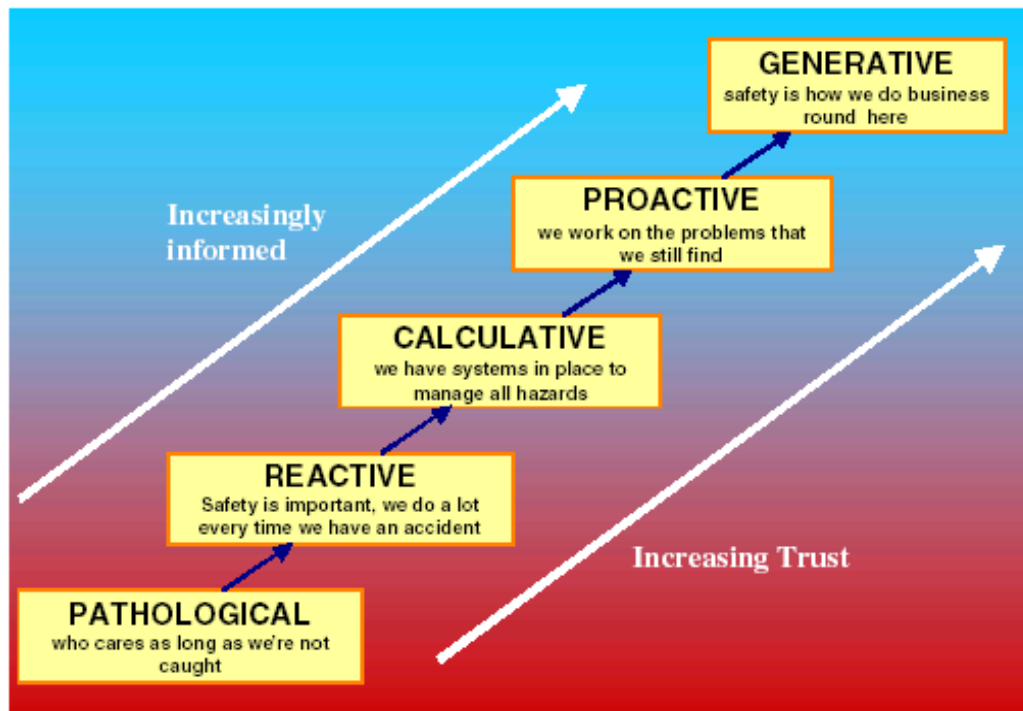 GENERATIVE
safety is how we do business
round here
PROACTIVE
we work on the problems that
we still find
Increasingly
informed
CALCULATIVE
we have systems in place to
manage all hazards
REACTIVE
Safety is important, we do a lot
every time we have an accident
Increasing Trust
PATHOLOGICAL
who cares as long as we're not
caught